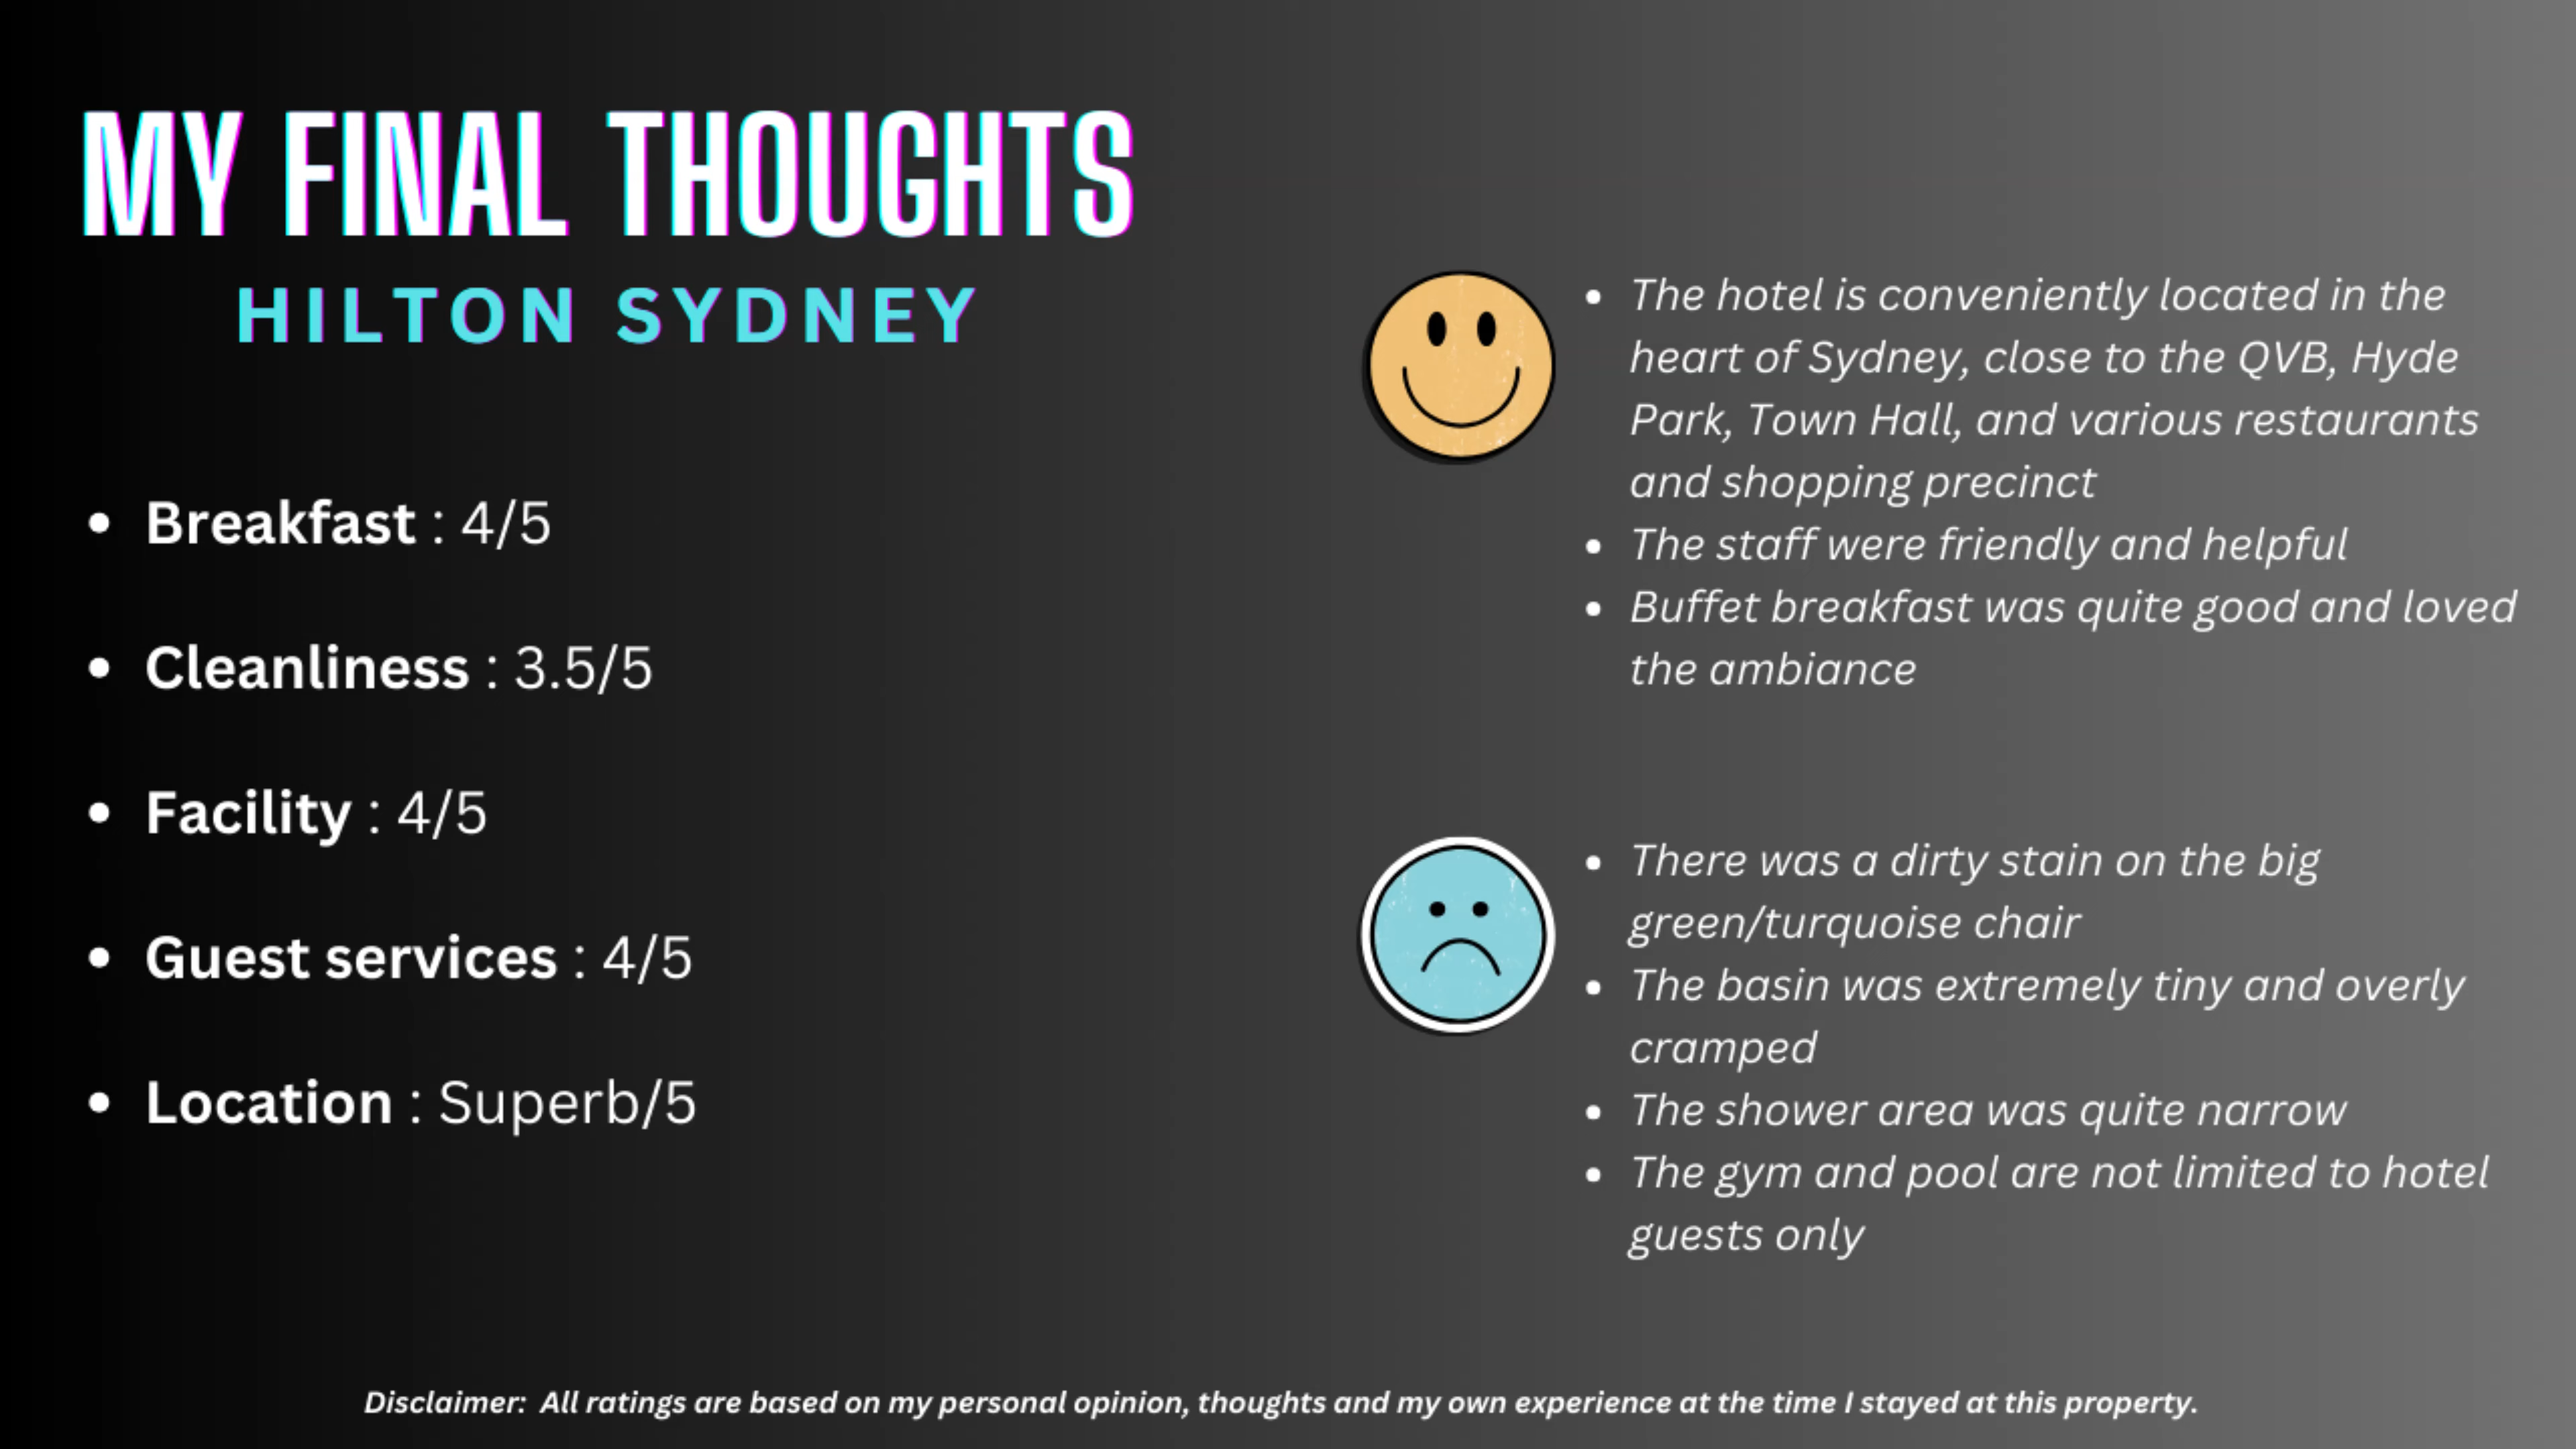 MY FINAL THOUGHTS
HILTON SYDNEY
• Breakfast : 4/5
• Cleanliness : 3.5/5
• Facility : 4/5
• Guest services : 4/5
• Location : Superb/5
• The hotel is conveniently located in the
heart of Sydney, close to the QVB, Hyde
Park, Town Hall, and various restaurants
and shopping precinct
• The staff were friendly and helpful
• Buffet breakfast was quite good and loved
the ambiance
• There was a dirty stain on the big
green/turquoise chair
• The basin was extremely tiny and overly
cramped
• The shower area was quite narrow
• The gym and pool are not limited to hotel
guests only
Disclaimer: All ratings are based on my personal opinion, thoughts and my own experience at the time I stayed at this property.